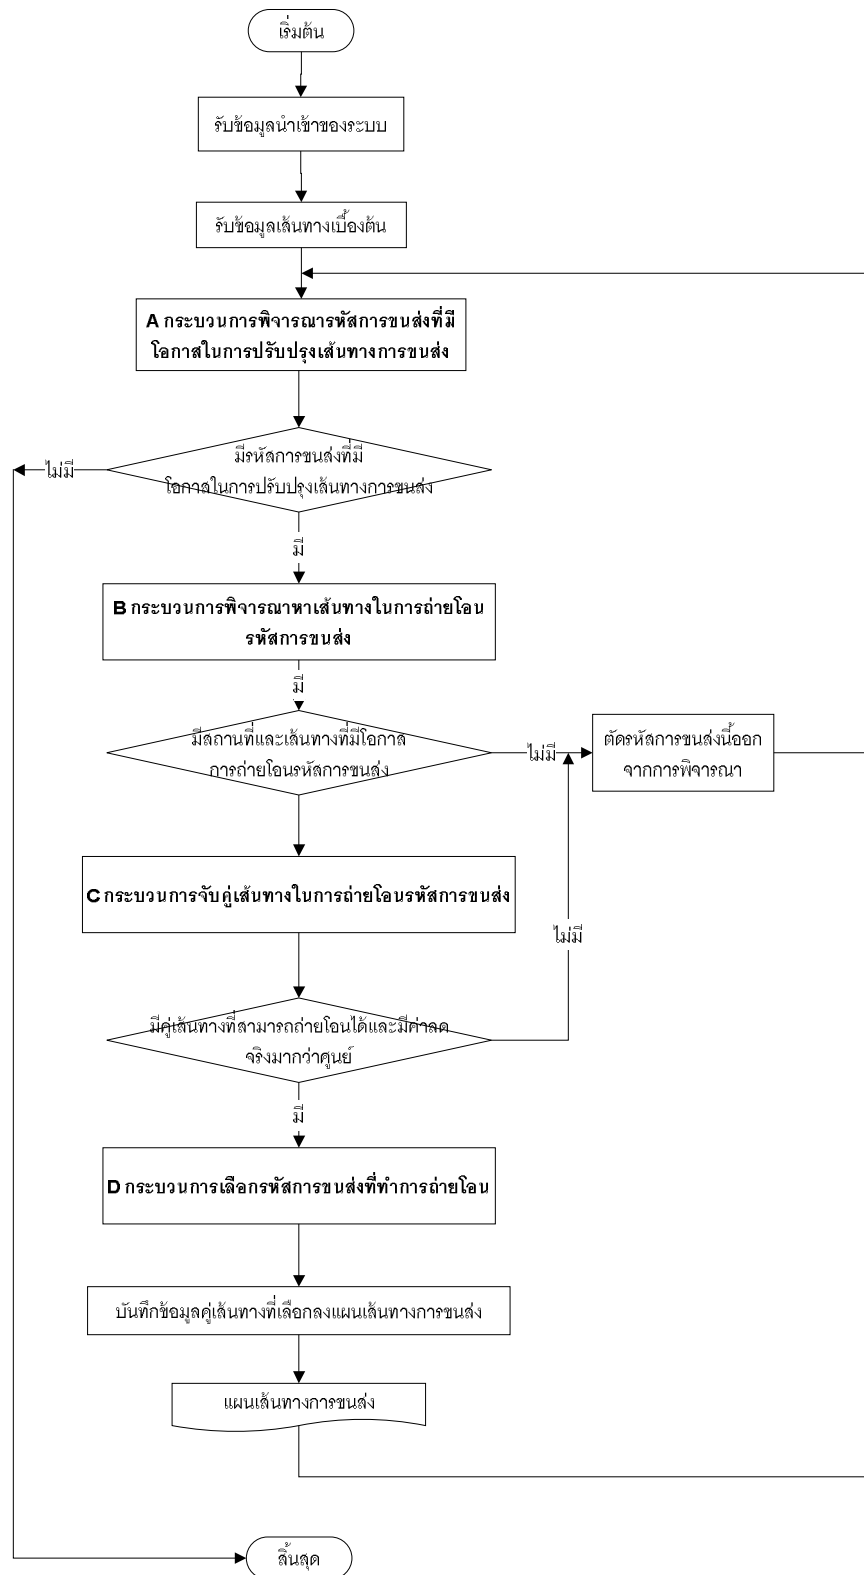 เริ่มต้น
รับข้อมูลนำเข้าของระบบ
รับข้อมูลเส้นทางเบื้องต้น
A กระบวนการพิจารณารหัสการขนส่งที่มี
โอกาสในการปรับปรุงเส้นทางการขนส่ง
มีรหัสการขนส่งที่มี
โอกาสในการปรับปรุงเส้นทางการขนส่ง
ไม่มี
มี
B กระบวนการพิจารณาหาเส้นทางในการถ่ายโอน
รหัสการขนส่ง
มี
มีสถานที่และเส้นทางที่มีโอกาส
การถ่ายโอนรหัสการขนส่ง
ไม่มี
ตัดรหัสการขนส่งนี้ออก
จากการพิจารณา
C กระบวนการจับคู่เส้นทางในการถ่ายโอนรหัสการขนส่ง
ไม่มี
มีคู่เส้นทางที่สามารถถ่ายโอนได้และมีค่าลด
จริงมากว่าศูนย์
มี
D กระบวนการเลือกรหัสการขนส่งที่ทำการถ่ายโอน
บันทึกข้อมูลคู่เส้นทางที่เลือกลงแผนเส้นทางการขนส่ง
แผนเส้นทางการขนส่ง
สิ้นสุด